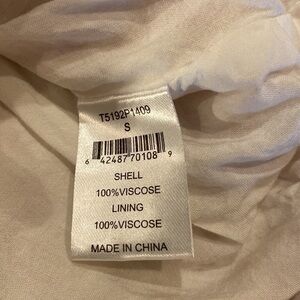 T5192P1409
S
6 42487 70108 9
SHELL
100%VISCOSE
LINING
100%VISCOSE
MADE IN CHINA